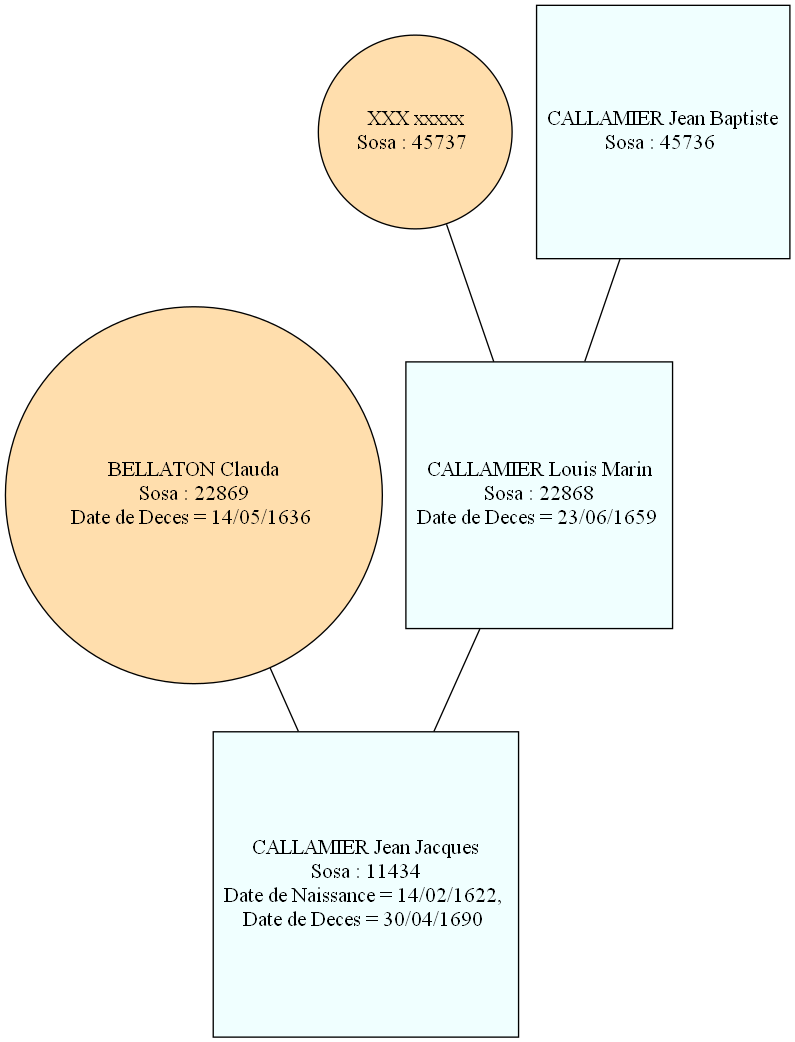 XXX xxxxx
Sosa : 45737
CALLAMIER Jean Baptiste
Sosa : 45736
BELLATON Clauda
Sosa : 22869
Date de Deces = 14/05/1636
CALLAMIER Louis Marin
Sosa : 22868
Date de Deces = 23/06/1659
CALLAMIER Jean Jacques
Sosa : 11434
Date de Naissance = 14/02/1622,
Date de Deces = 30/04/1690